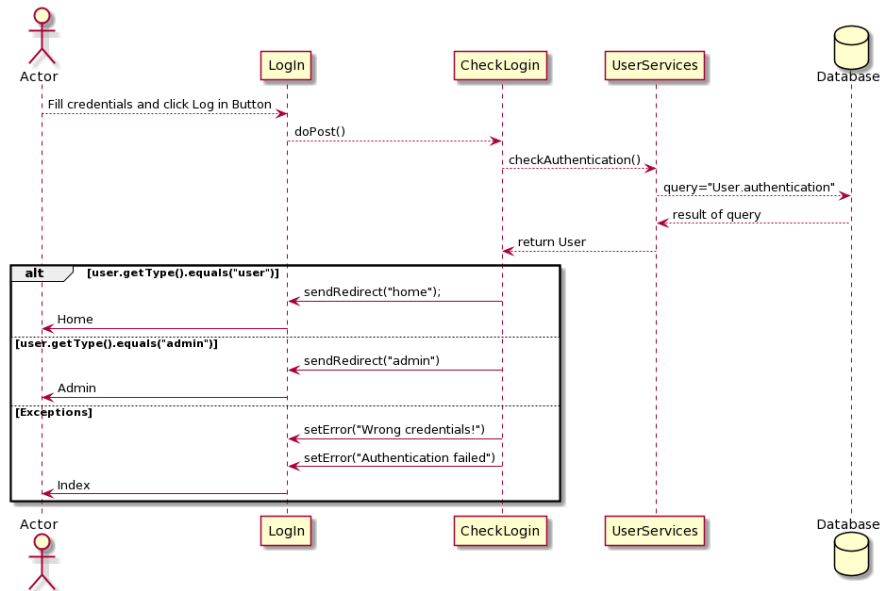 Actor
LogIn
CheckLogin
UserServices
Database
Fill credentials and click Log in Button
doPost()
checkAuthentication()
query="User.authentication"
result of query
return User
alt [user.getType().equals("user")]
sendRedirect("home");
Home
[user.getType().equals("admin")]
sendRedirect("admin")
Admin
[Exceptions]
setError("Wrong credentials!")
setError("Authentication failed")
Index
Actor
LogIn
CheckLogin
UserServices
Database